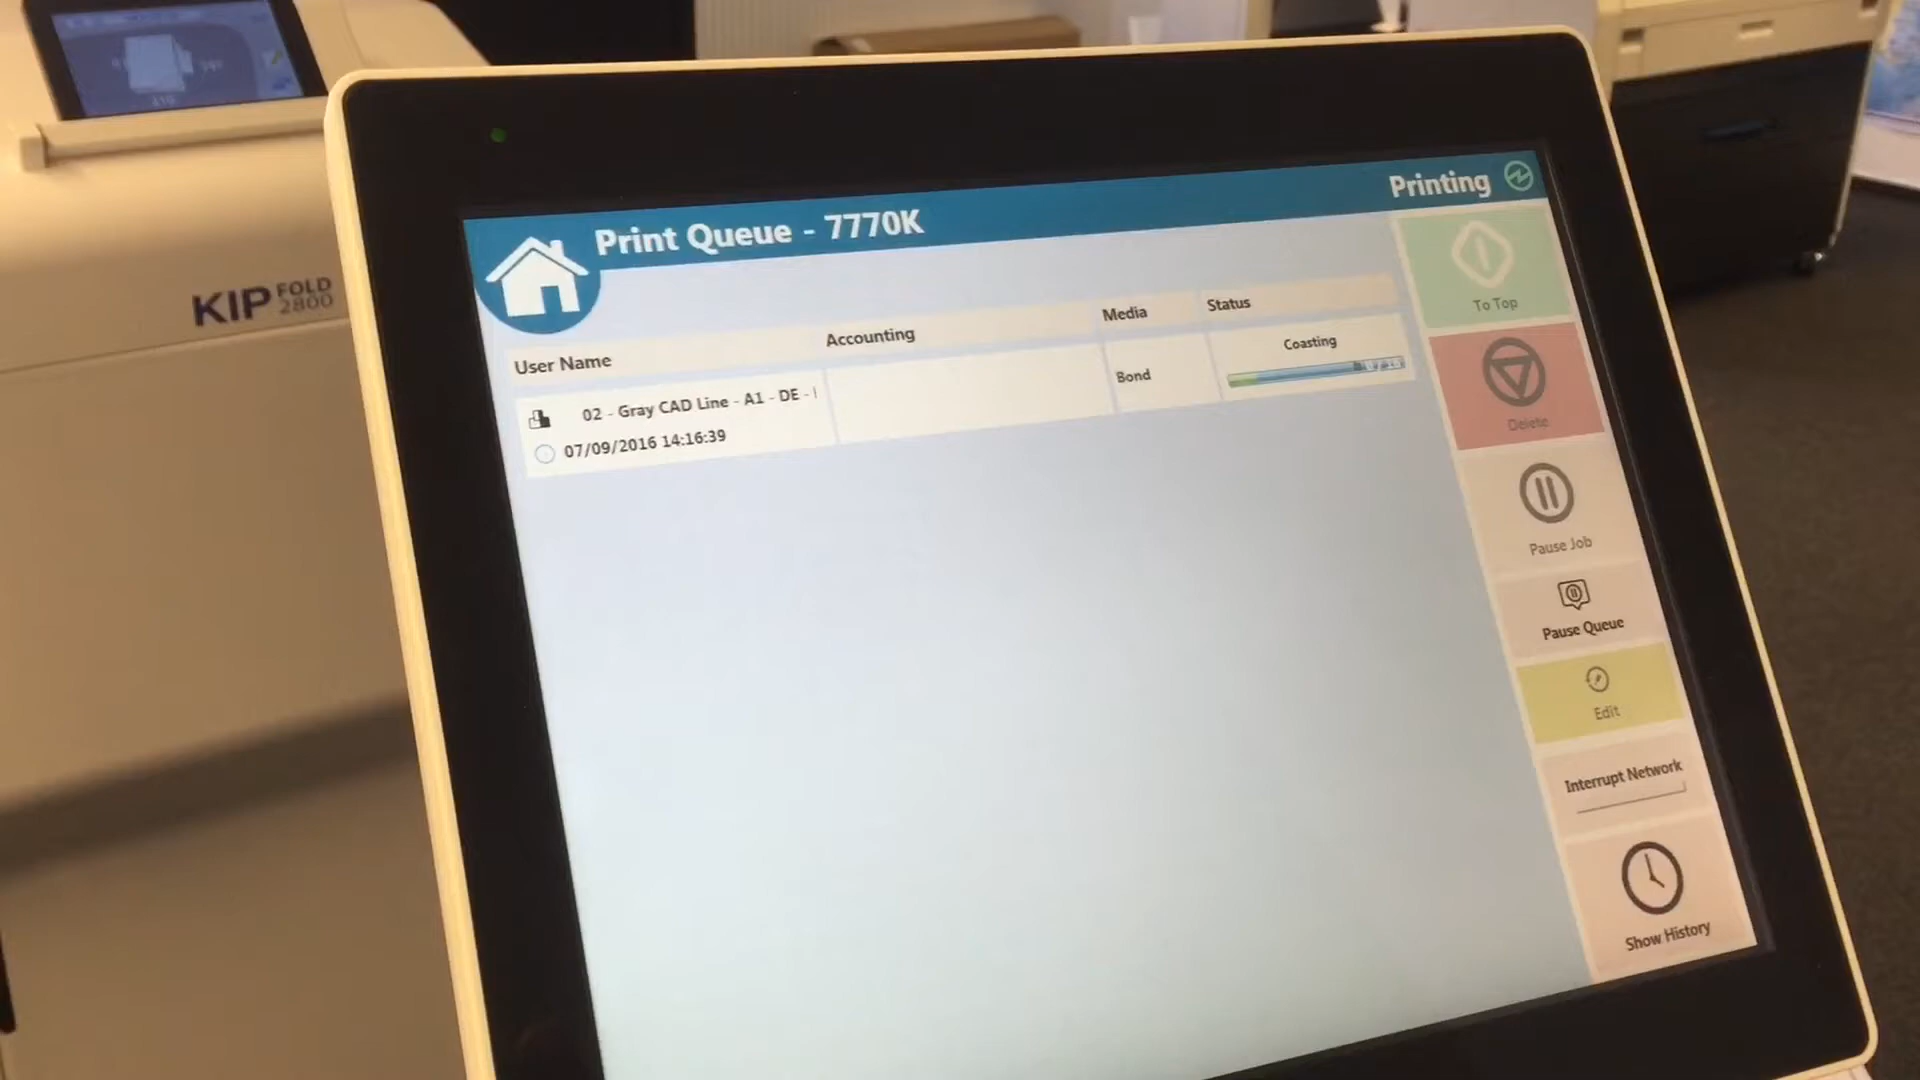 KIP FOLD
2800
Print Queue - 7770K
Printing
User Name
Accounting
Media
Status
02 - Gray CAD Line - A1 - DE -
07/09/2016 14:16:39
Bond
Coasting
To Top
Delete
Pause Job
Pause Queue
Edit
Interrupt Network
Show History